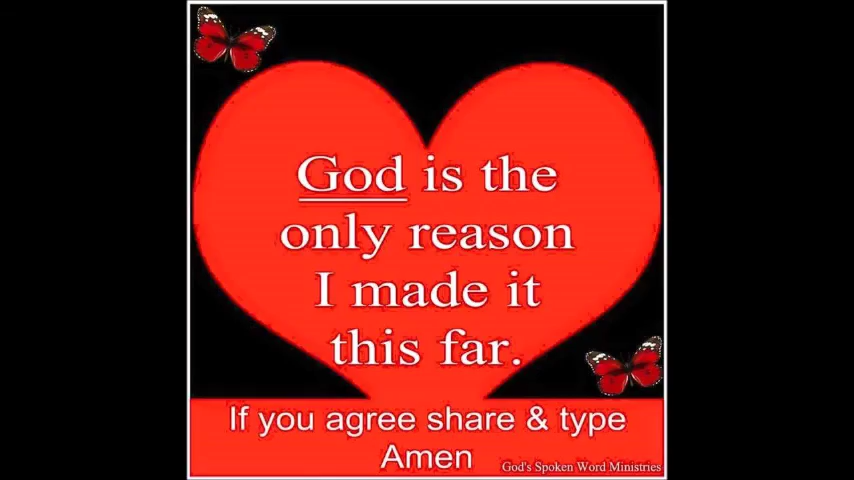 God is the
only reason
I made it
this far.
If you agree share & type
Amen
God's Spoken Word Ministries